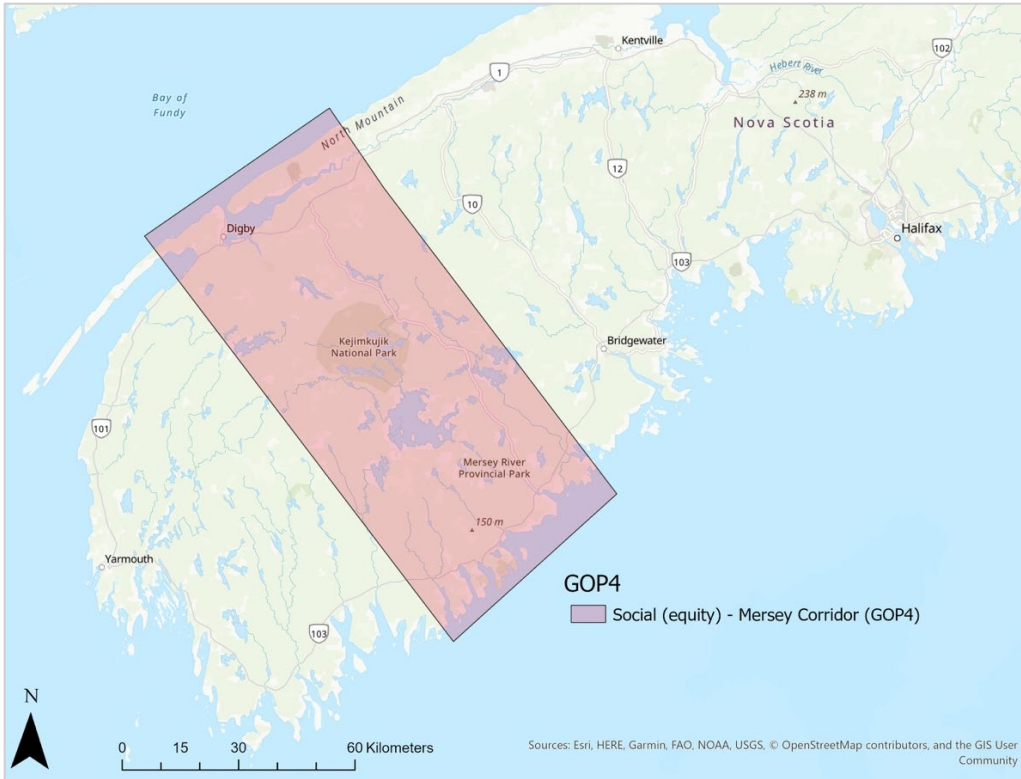 Kentville
102
1
Hebert River
Bay of
Fundy
238 m
North Mountain
Nova Scotia
12
10
Digby
Halifax
103
Kejimkujik
National Park
Bridgewater
101
Mersey River
Provincial Park
150 m
Yarmouth
GOP4
Social (equity) - Mersey Corridor (GOP4)
103
N
0 15 30 60 Kilometers
Sources: Esri, HERE, Garmin, FAO, NOAA, USGS, © OpenStreetMap contributors, and the GIS User
Community